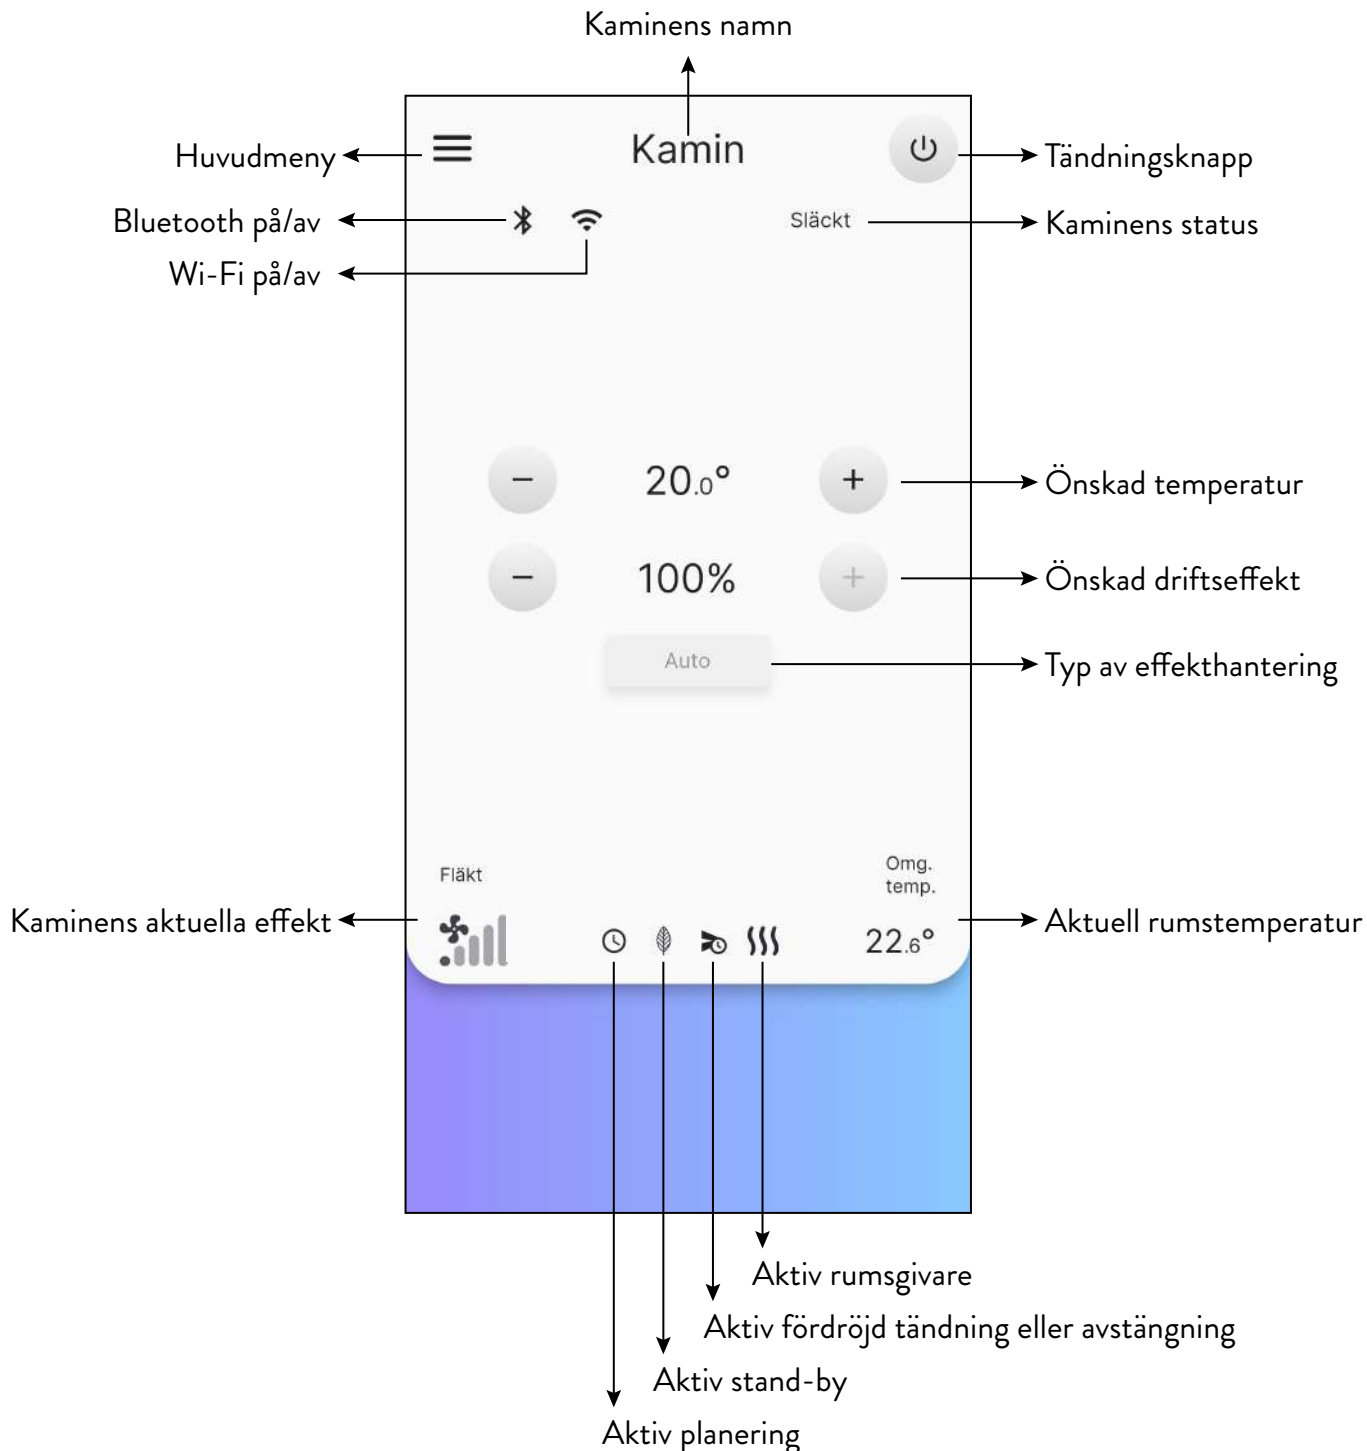 Kaminens namn
Huvudmeny
Kamin
Tändningsknapp
Bluetooth på/av
Släckt
Kaminens status
Wi-Fi på/av
20.0°
Önskad temperatur
100%
Önskad driftseffekt
Auto
Typ av effekthantering
Fläkt
Omg.
temp.
Kaminens aktuella effekt
22.6°
Aktuell rumstemperatur
Aktiv rumsgivare
Aktiv fördröjd tändning eller avstängning
Aktiv stand-by
Aktiv planering